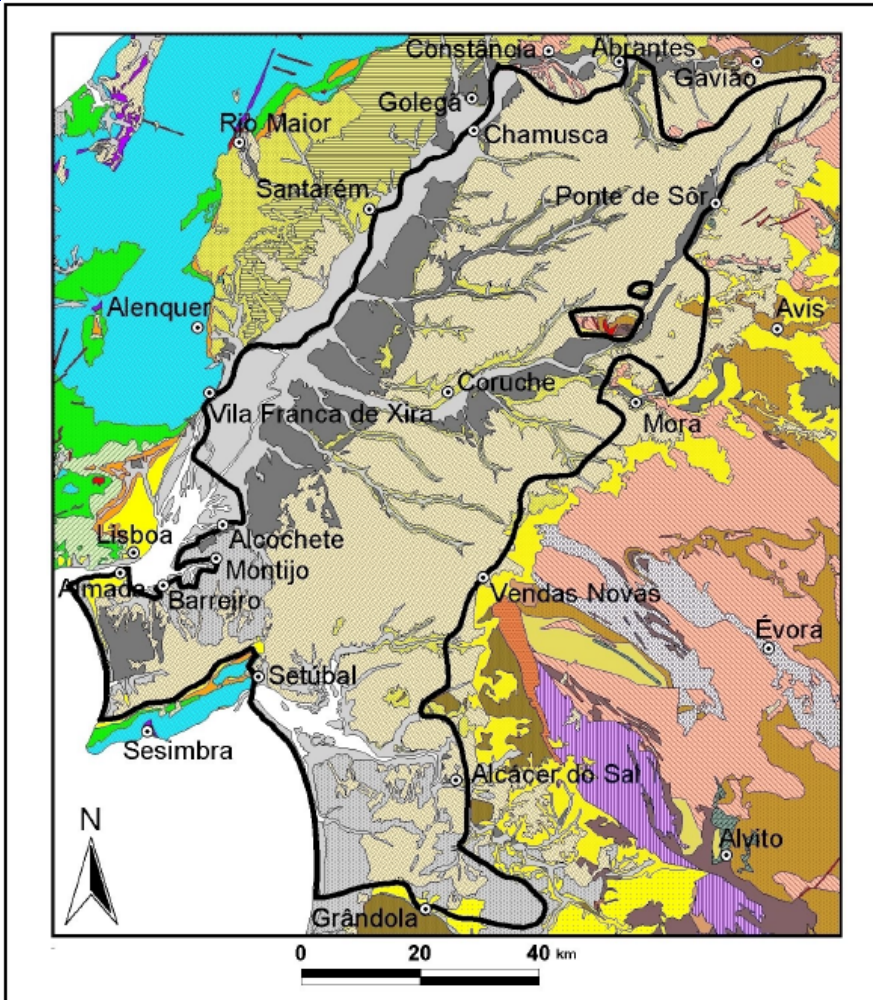 Constância
Abrantes
Gavião
Golegã
Rio Maior
Chamusca
Santarém
Ponte de Sôr
Alenquer
Avis
Coruche
Vila Franca de Xira
Mora
Lisboa
Alcochete
Montijo
Almada
Barreiro
Vendas Novas
Évora
Setúbal
Sesimbra
Alcácer do Sal
N
Alvito
Grândola
0 20 40 km